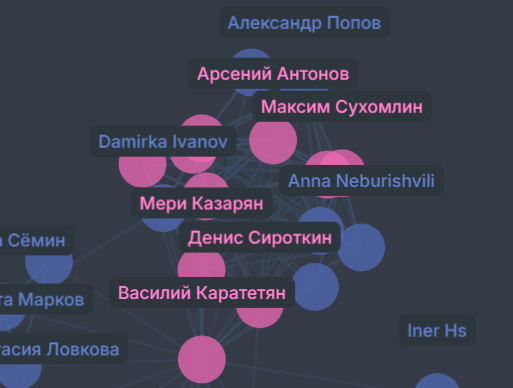 Александр Попов
Арсений Антонов
Максим Сухомлин
Damirka Ivanov
Anna Neburishvili
Мери Казарян
Денис Сироткин
Сёмин
Василий Каратетян
Марков
Iner Hs
Ловкова